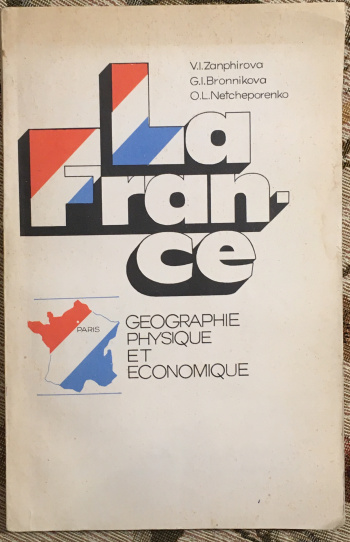 V.I.Zanphirova
G.I.Bronnikova
O.L.Netcheporenko
La
Fran-
ce
PARIS
GEOGRAPHIE
PHYSIQUE
ET
ECONOMIQUE